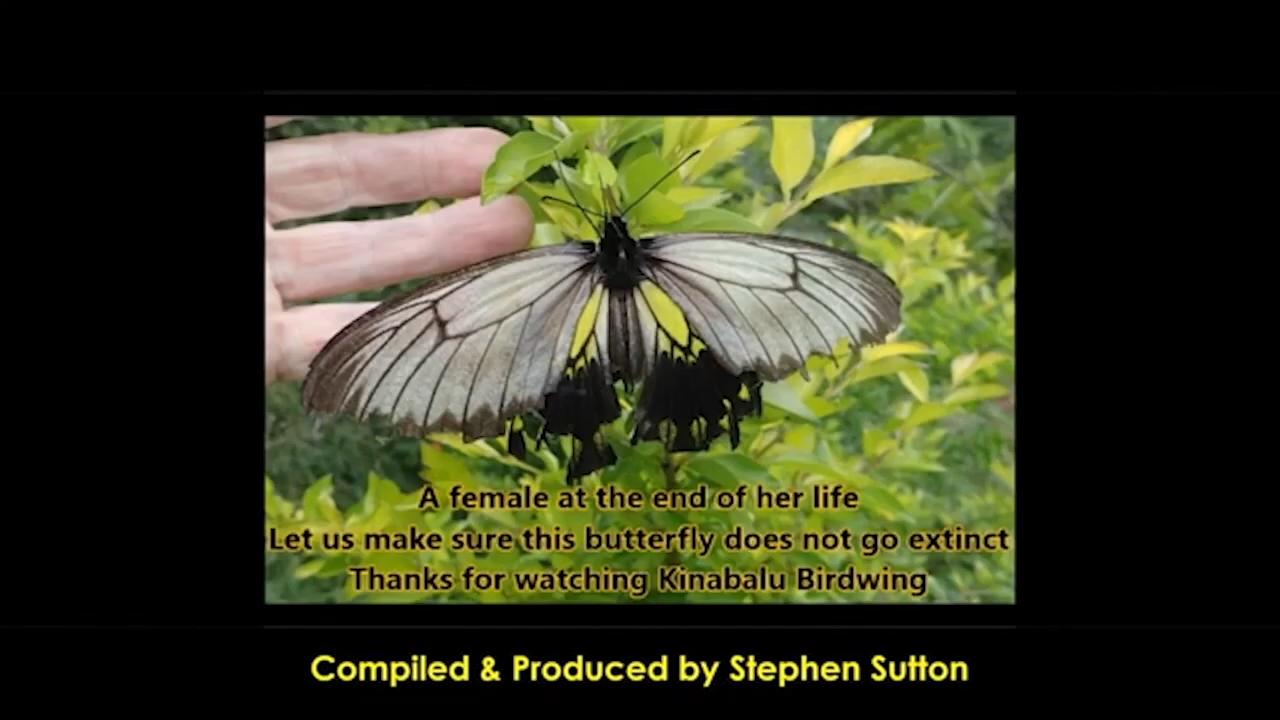 A female at the end of her life
Let us make sure this butterfly does not go extinct
Thanks for watching Kinabalu Birdwing
Compiled & Produced by Stephen Sutton